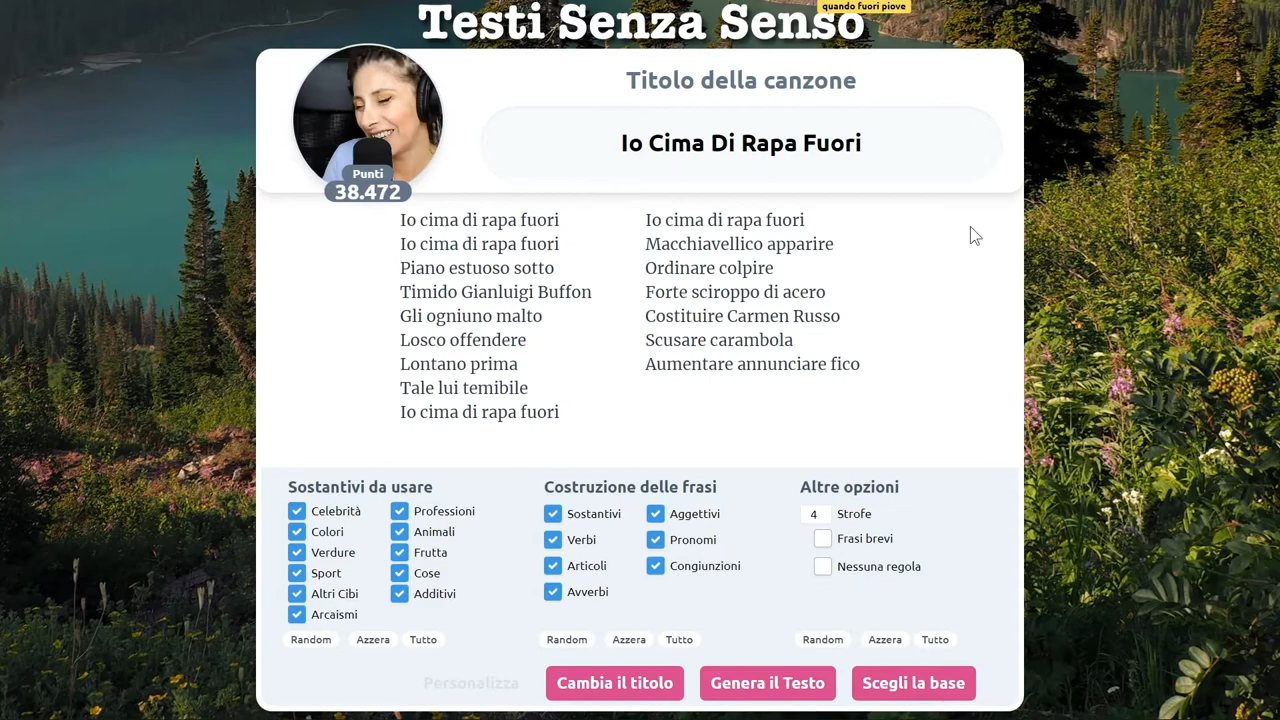 quando fuori piove
Testi Senza Senso
Titolo della canzone
Io Cima Di Rapa Fuori
Punti
38.472
Io cima di rapa fuori
Io cima di rapa fuori
Piano estuoso sotto
Timido Gianluigi Buffon
Gli ogniuno malto
Losco offendere
Lontano prima
Tale lui temibile
Io cima di rapa fuori
Io cima di rapa fuori
Macchiavellico apparire
Ordinare colpire
Forte sciroppo di acero
Costituire Carmen Russo
Scusare carambola
Aumentare annunciare fico
Sostantivi da usare
Celebrità
Professioni
Colori
Animali
Verdure
Frutta
Sport
Cose
Altri Cibi
Additivi
Arcaismi
Random
Azzera
Tutto
Costruzione delle frasi
Sostantivi
Aggettivi
Verbi
Pronomi
Articoli
Congiunzioni
Avverbi
Random
Azzera
Tutto
Altre opzioni
4 Strofe
Frasi brevi
Nessuna regola
Random
Azzera
Tutto
Personalizza
Cambia il titolo
Genera il Testo
Scegli la base